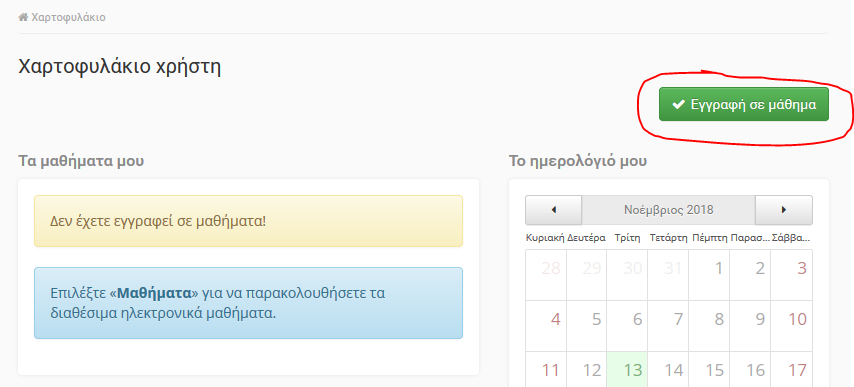 Χαρτοφυλάκιο
Χαρτοφυλάκιο χρήστη
Εγγραφή σε μάθημα
Τα μαθήματα μου
Δεν έχετε εγγραφεί σε μαθήματα!
Επιλέξτε «Μαθήματα» για να παρακολουθήσετε τα
διαθέσιμα ηλεκτρονικά μαθήματα.
Το ημερολόγιό μου
Νοέμβριος 2018
Κυριακή Δευτέρα Τρίτη Τετάρτη Πέμπτη Παρασ... Σάββα...
28 29 30 31 1 2 3
4 5 6 7 8 9 10
11 12 13 14 15 16 17